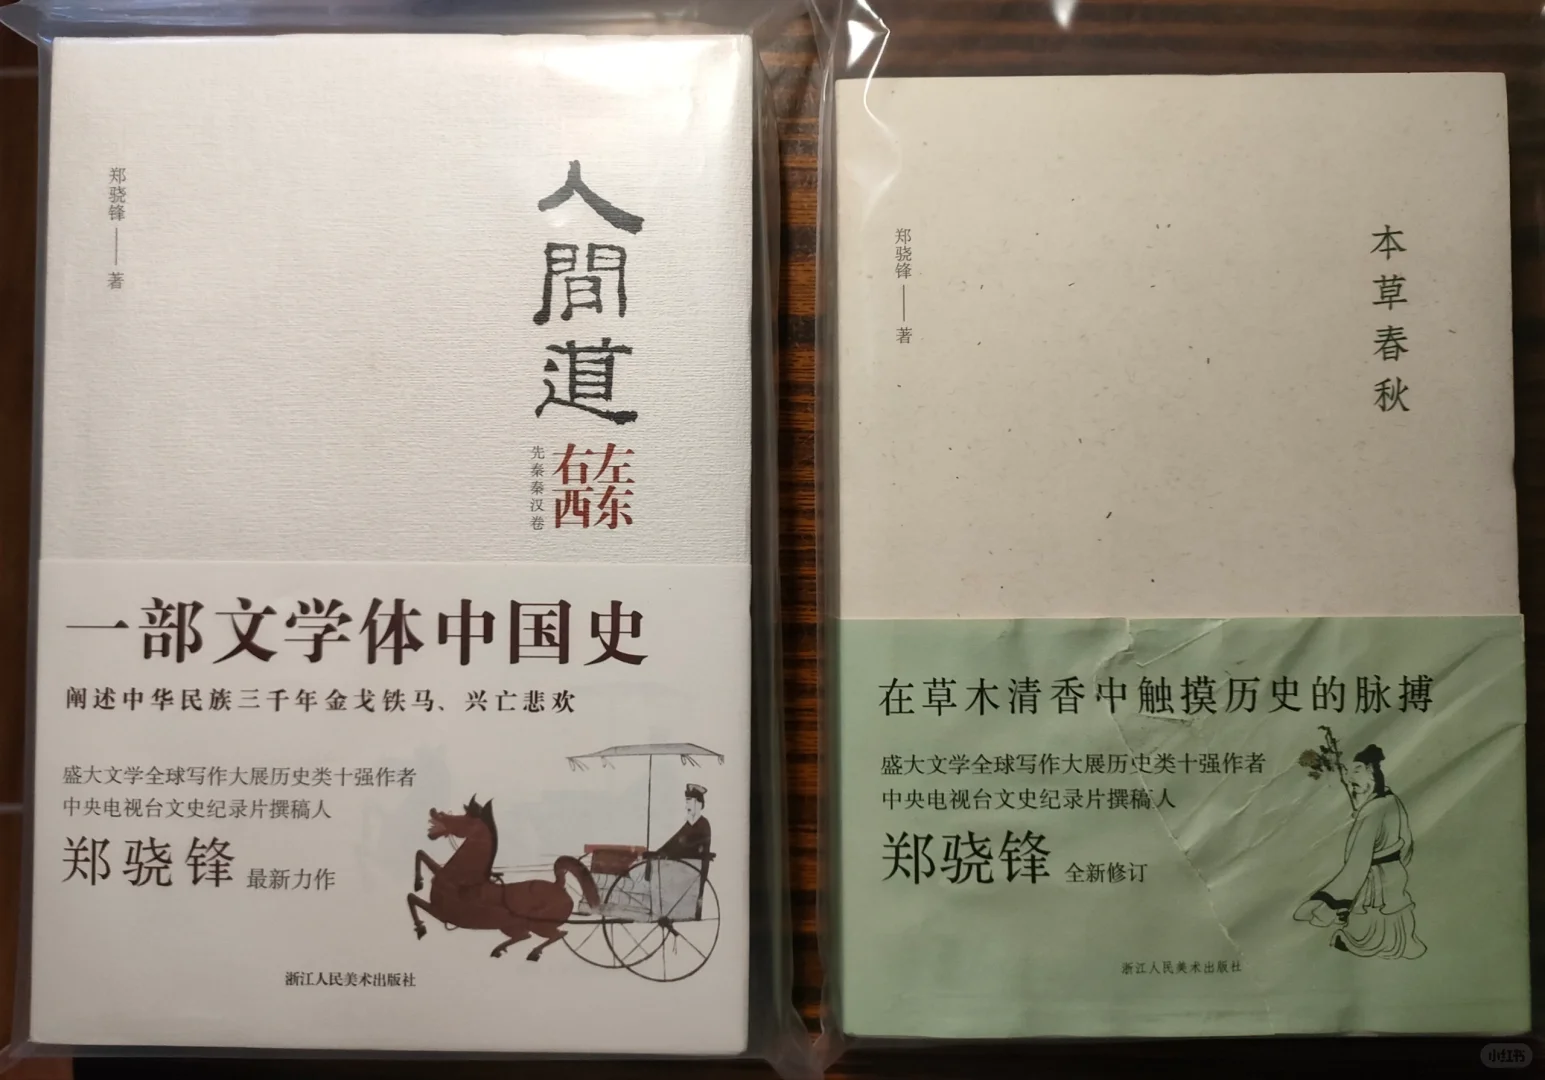 郑骁锋——著
人間道
左东
右西
先秦秦汉卷
一部文学体中国史
阐述中华民族三千年金戈铁马、兴亡悲欢
盛大文学全球写作大展历史类十强作者
中央电视台文史纪录片撰稿人
郑骁锋 最新力作
浙江人民美术出版社
郑骁锋——著
本草春秋
在草木清香中触摸历史的脉搏
盛大文学全球写作大展历史类十强作者
中央电视台文史纪录片撰稿人
郑骁锋 全新修订
浙江人民美术出版社
小红书